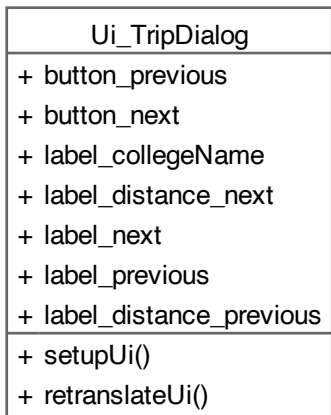 Ui_TripDialog
+ button_previous
+ button_next
+ label_collegeName
+ label_distance_next
+ label_next
+ label_previous
+ label_distance_previous
+ setupUi()
+ retranslateUi()